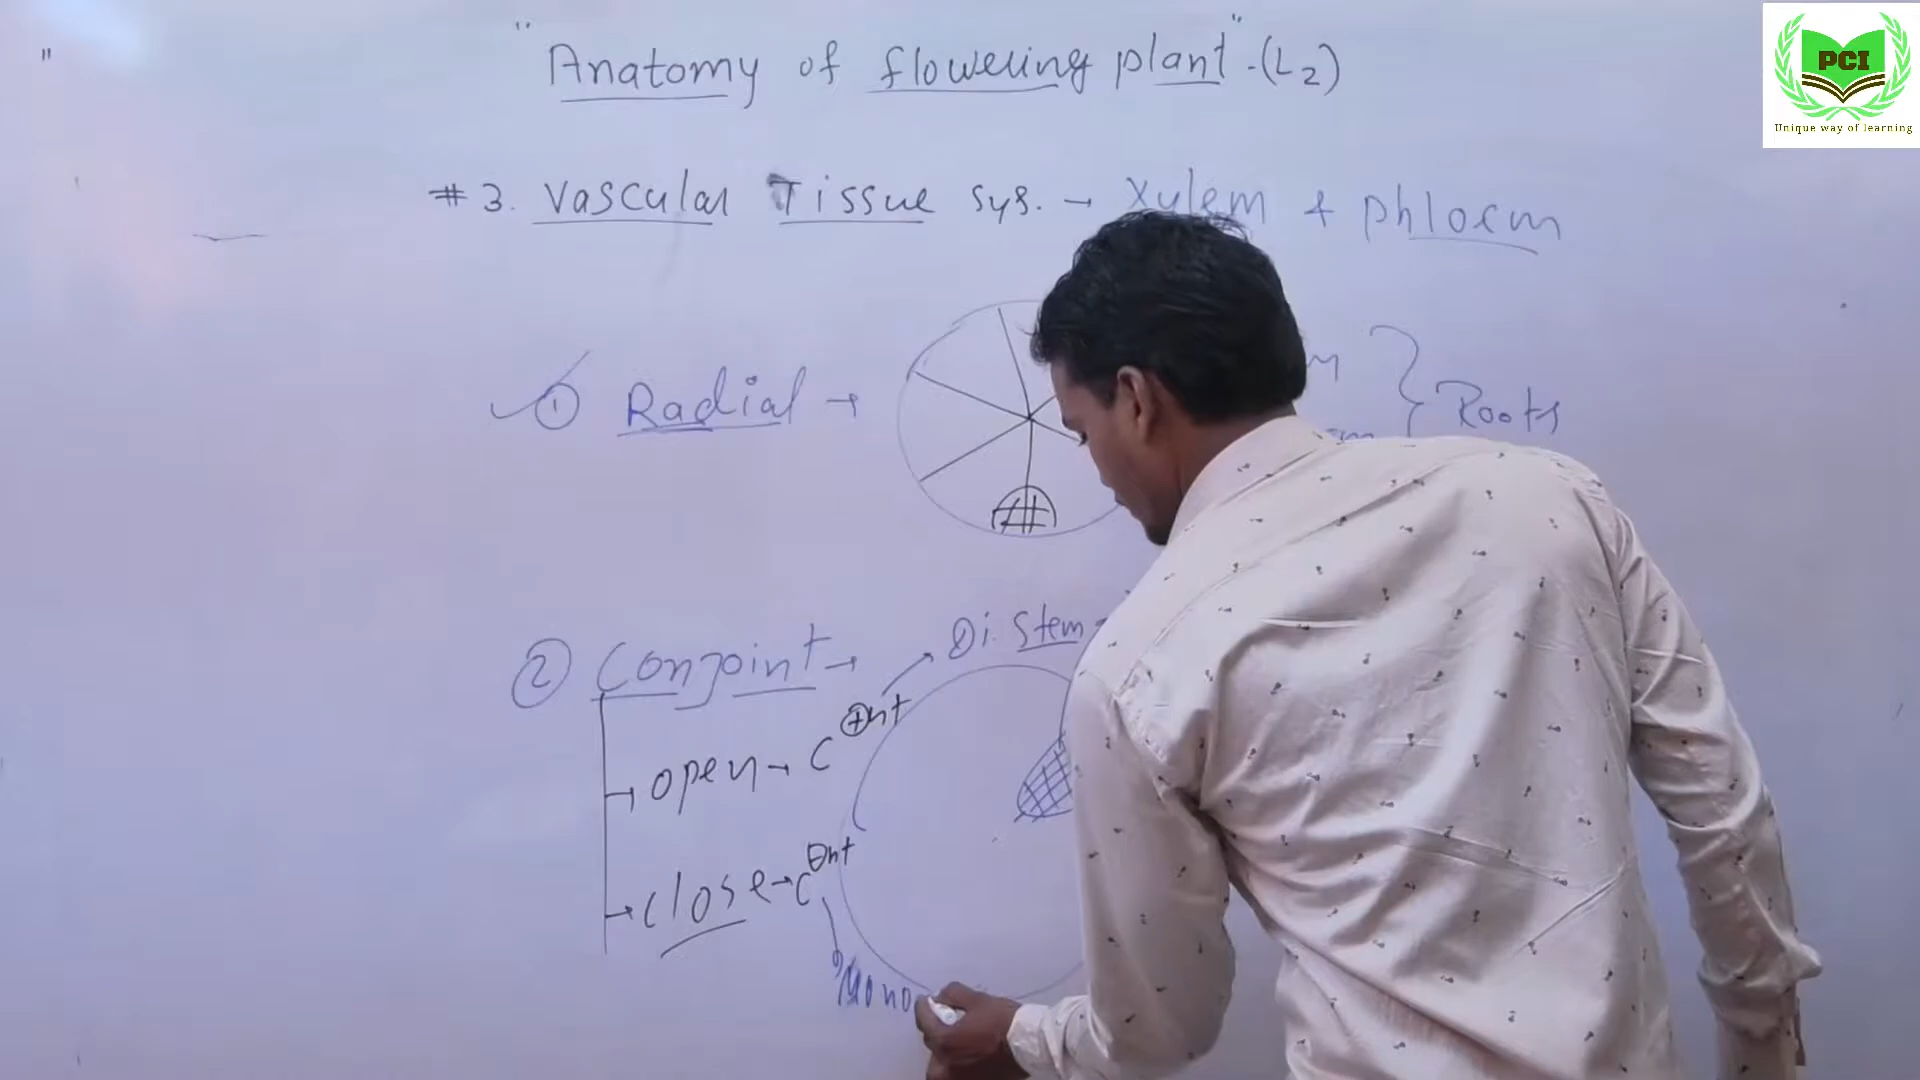 "Anatomy of flowering plant" -(L2)
PCI
Unique way of learning
# 3. Vascular Tissue Sys. → Xylem + phloem
① Radial →
Roots
② Conjoint →
Di. Stem
→ open → C⊕nt
→ close → C⊖nt
Mono